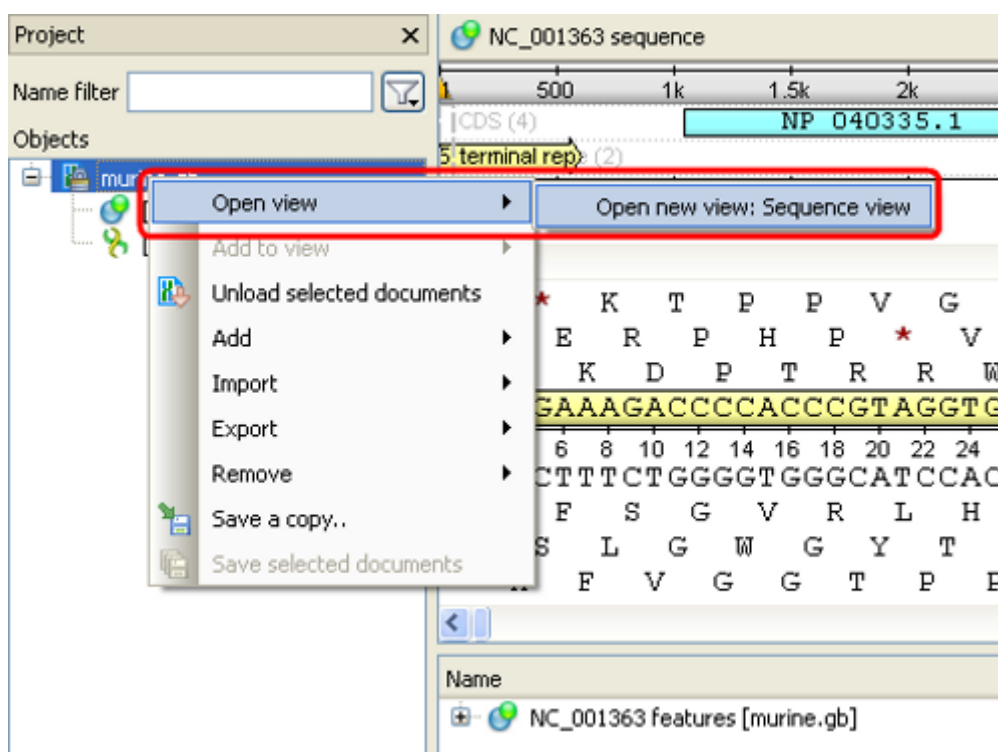 Project
Name filter
Objects
murine.gb
Open view
Open new view: Sequence view
Add to view
Unload selected documents
Add
Import
Export
Remove
Save a copy..
Save selected documents
NC_001363 sequence
1 500 1k 1.5k 2k
CDS (4) NP 040335.1
5 terminal rep (2)
* K T P P V G
E R P H P * V
K D P T R R W
GAAAGACCCCACCCGTAGGTG
6 8 10 12 14 16 18 20 22 24
CTTTCTGGGGTGGGCATCCAC
F S G V R L H
S L G W G Y T
F V G G T P
Name
NC_001363 features [murine.gb]